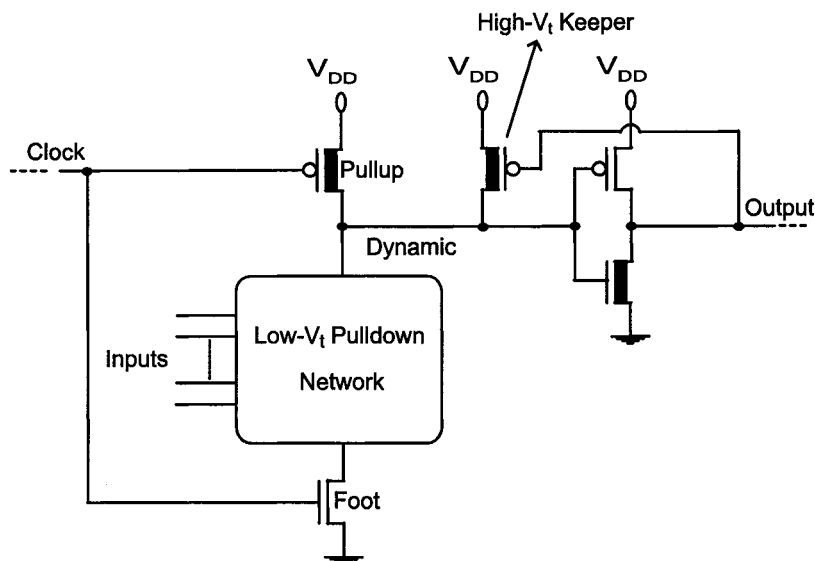 High-Vt Keeper
VDD
VDD
VDD
Clock
Pullup
Output
Dynamic
Low-Vt Pulldown
Network
Inputs
Foot